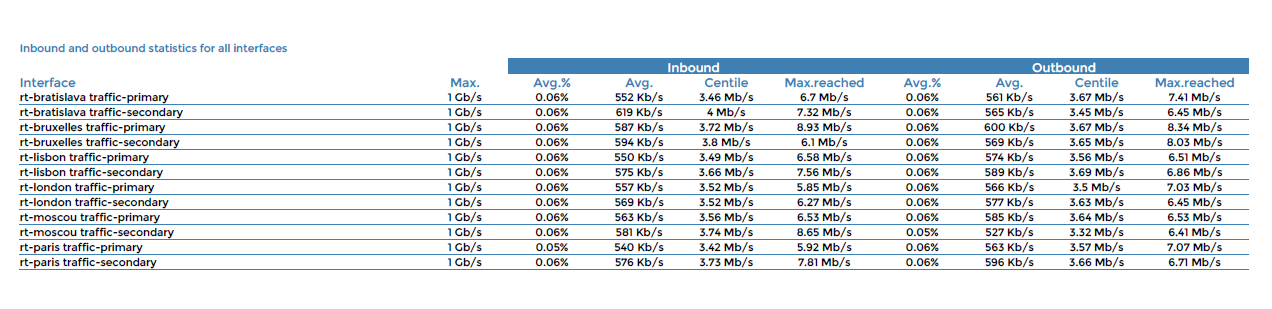 Inbound and outbound statistics for all interfaces
Inbound Outbound
Interface Max. Avg.% Avg. Centile Max.reached Avg.% Avg. Centile Max.reached
rt-bratislava traffic-primary 1 Gb/s 0.06% 552 Kb/s 3.46 Mb/s 6.7 Mb/s 0.06% 561 Kb/s 3.67 Mb/s 7.41 Mb/s
rt-bratislava traffic-secondary 1 Gb/s 0.06% 619 Kb/s 4 Mb/s 7.32 Mb/s 0.06% 565 Kb/s 3.45 Mb/s 6.45 Mb/s
rt-bruxelles traffic-primary 1 Gb/s 0.06% 587 Kb/s 3.72 Mb/s 8.93 Mb/s 0.06% 600 Kb/s 3.67 Mb/s 8.34 Mb/s
rt-bruxelles traffic-secondary 1 Gb/s 0.06% 594 Kb/s 3.8 Mb/s 6.1 Mb/s 0.06% 569 Kb/s 3.65 Mb/s 8.03 Mb/s
rt-lisbon traffic-primary 1 Gb/s 0.06% 550 Kb/s 3.49 Mb/s 6.58 Mb/s 0.06% 574 Kb/s 3.56 Mb/s 6.51 Mb/s
rt-lisbon traffic-secondary 1 Gb/s 0.06% 575 Kb/s 3.66 Mb/s 7.56 Mb/s 0.06% 589 Kb/s 3.69 Mb/s 6.86 Mb/s
rt-london traffic-primary 1 Gb/s 0.06% 557 Kb/s 3.52 Mb/s 5.85 Mb/s 0.06% 566 Kb/s 3.5 Mb/s 7.03 Mb/s
rt-london traffic-secondary 1 Gb/s 0.06% 569 Kb/s 3.52 Mb/s 6.27 Mb/s 0.06% 577 Kb/s 3.63 Mb/s 6.45 Mb/s
rt-moscou traffic-primary 1 Gb/s 0.06% 563 Kb/s 3.56 Mb/s 6.53 Mb/s 0.06% 585 Kb/s 3.64 Mb/s 6.53 Mb/s
rt-moscou traffic-secondary 1 Gb/s 0.06% 581 Kb/s 3.74 Mb/s 8.65 Mb/s 0.05% 527 Kb/s 3.32 Mb/s 6.41 Mb/s
rt-paris traffic-primary 1 Gb/s 0.05% 540 Kb/s 3.42 Mb/s 5.92 Mb/s 0.06% 563 Kb/s 3.57 Mb/s 7.07 Mb/s
rt-paris traffic-secondary 1 Gb/s 0.06% 576 Kb/s 3.73 Mb/s 7.81 Mb/s 0.06% 596 Kb/s 3.66 Mb/s 6.71 Mb/s